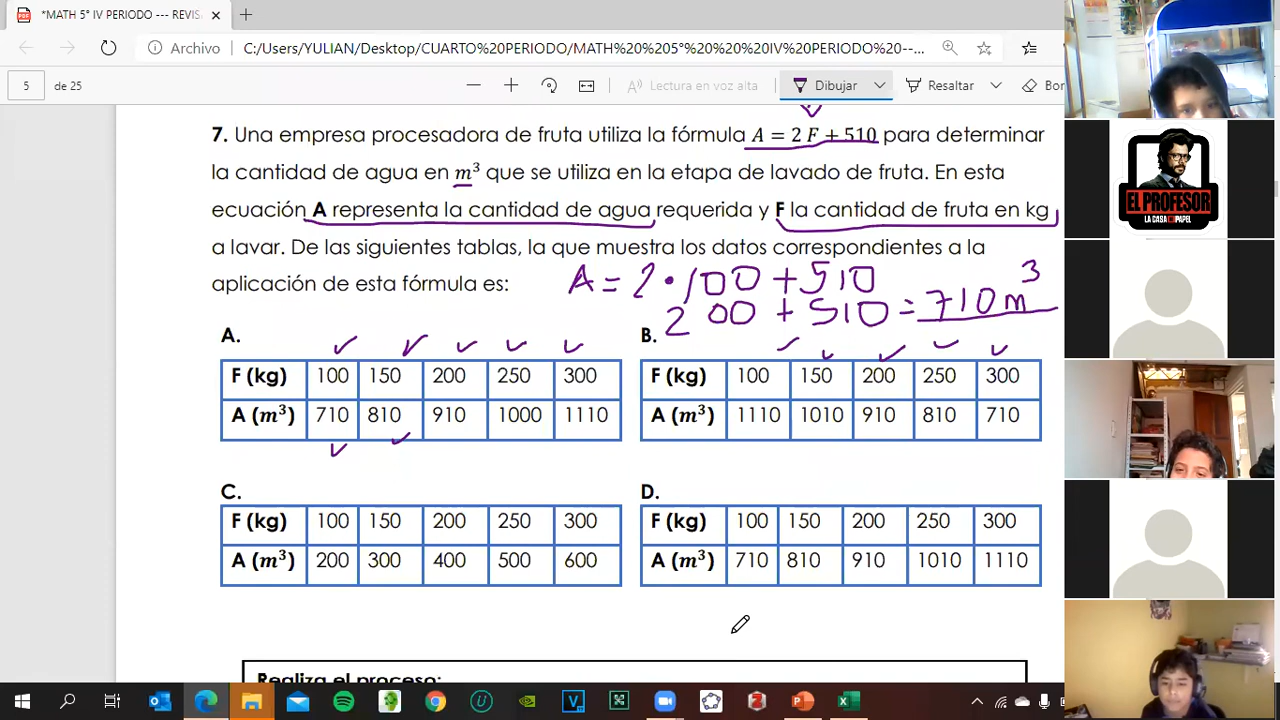 *MATH 5° IV PERIODO --- REVIS
Archivo
C:/Users/YULIAN/Desktop/CUARTO%20PERIODO/MATH%20%205°%20%20%20IV%20PERIODO%20--...
5
de 25
Lectura en voz alta
Dibujar
Resaltar
Bor
7. Una empresa procesadora de fruta utiliza la fórmula A = 2 F + 510 para determinar
la cantidad de agua en m³ que se utiliza en la etapa de lavado de fruta. En esta
ecuación A representa la cantidad de agua requerida y F la cantidad de fruta en kg
a lavar. De las siguientes tablas, la que muestra los datos correspondientes a la
aplicación de esta fórmula es:
A = 2 • 100 + 510
200 + 510 = 710 m³
A.
F (kg) 100 150 200 250 300
A (m³) 710 810 910 1000 1110
B.
F (kg) 100 150 200 250 300
A (m³) 1110 1010 910 810 710
C.
F (kg) 100 150 200 250 300
A (m³) 200 300 400 500 600
D.
F (kg) 100 150 200 250 300
A (m³) 710 810 910 1010 1110
Realiza el proceso:
EL PROFESOR
LA CASA DE PAPEL